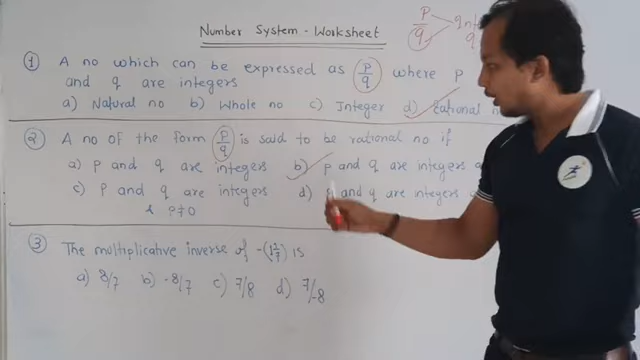 Number System - Worksheet
p/q
① A no which can be expressed as p/q where p
and q are integers
a) Natural no b) Whole no c) Integer d) Rational no
② A no of the form p/q is said to be rational no if
a) p and q are integers b) p and q are integers
c) p and q are integers d) p and q are integers
& p≠0
③ The multiplicative inverse of -(1 2/7) is
a) 8/7 b) -8/7 c) 7/8 d) 7/-8